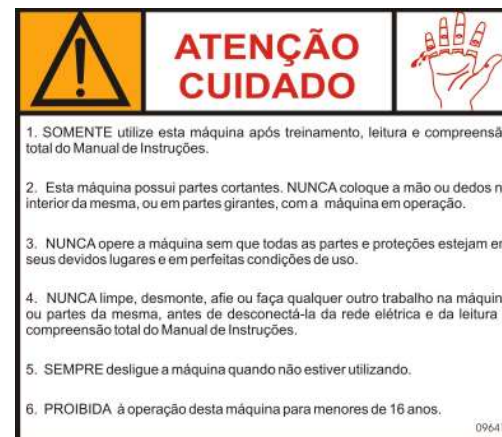 ATENÇÃO
CUIDADO
1. SOMENTE utilize esta máquina após treinamento, leitura e compreensã
total do Manual de Instruções.
2. Esta máquina possui partes cortantes. NUNCA coloque a mão ou dedos n
interior da mesma, ou em partes girantes, com a máquina em operação.
3. NUNCA opere a máquina sem que todas as partes e proteções estejam e
seus devidos lugares e em perfeitas condições de uso.
4. NUNCA limpe, desmonte, afie ou faça qualquer outro trabalho na máquin
ou partes da mesma, antes de desconectá-la da rede elétrica e da leitura
compreensão total do Manual de Instruções.
5. SEMPRE desligue a máquina quando não estiver utilizando.
6. PROIBIDA à operação desta máquina para menores de 16 anos.
0964